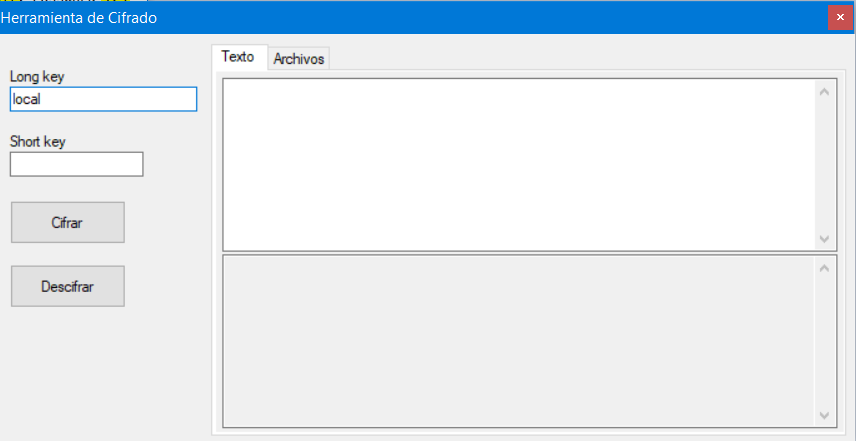 Herramienta de Cifrado
Texto
Archivos
Long key
local
Short key
Cifrar
Descifrar